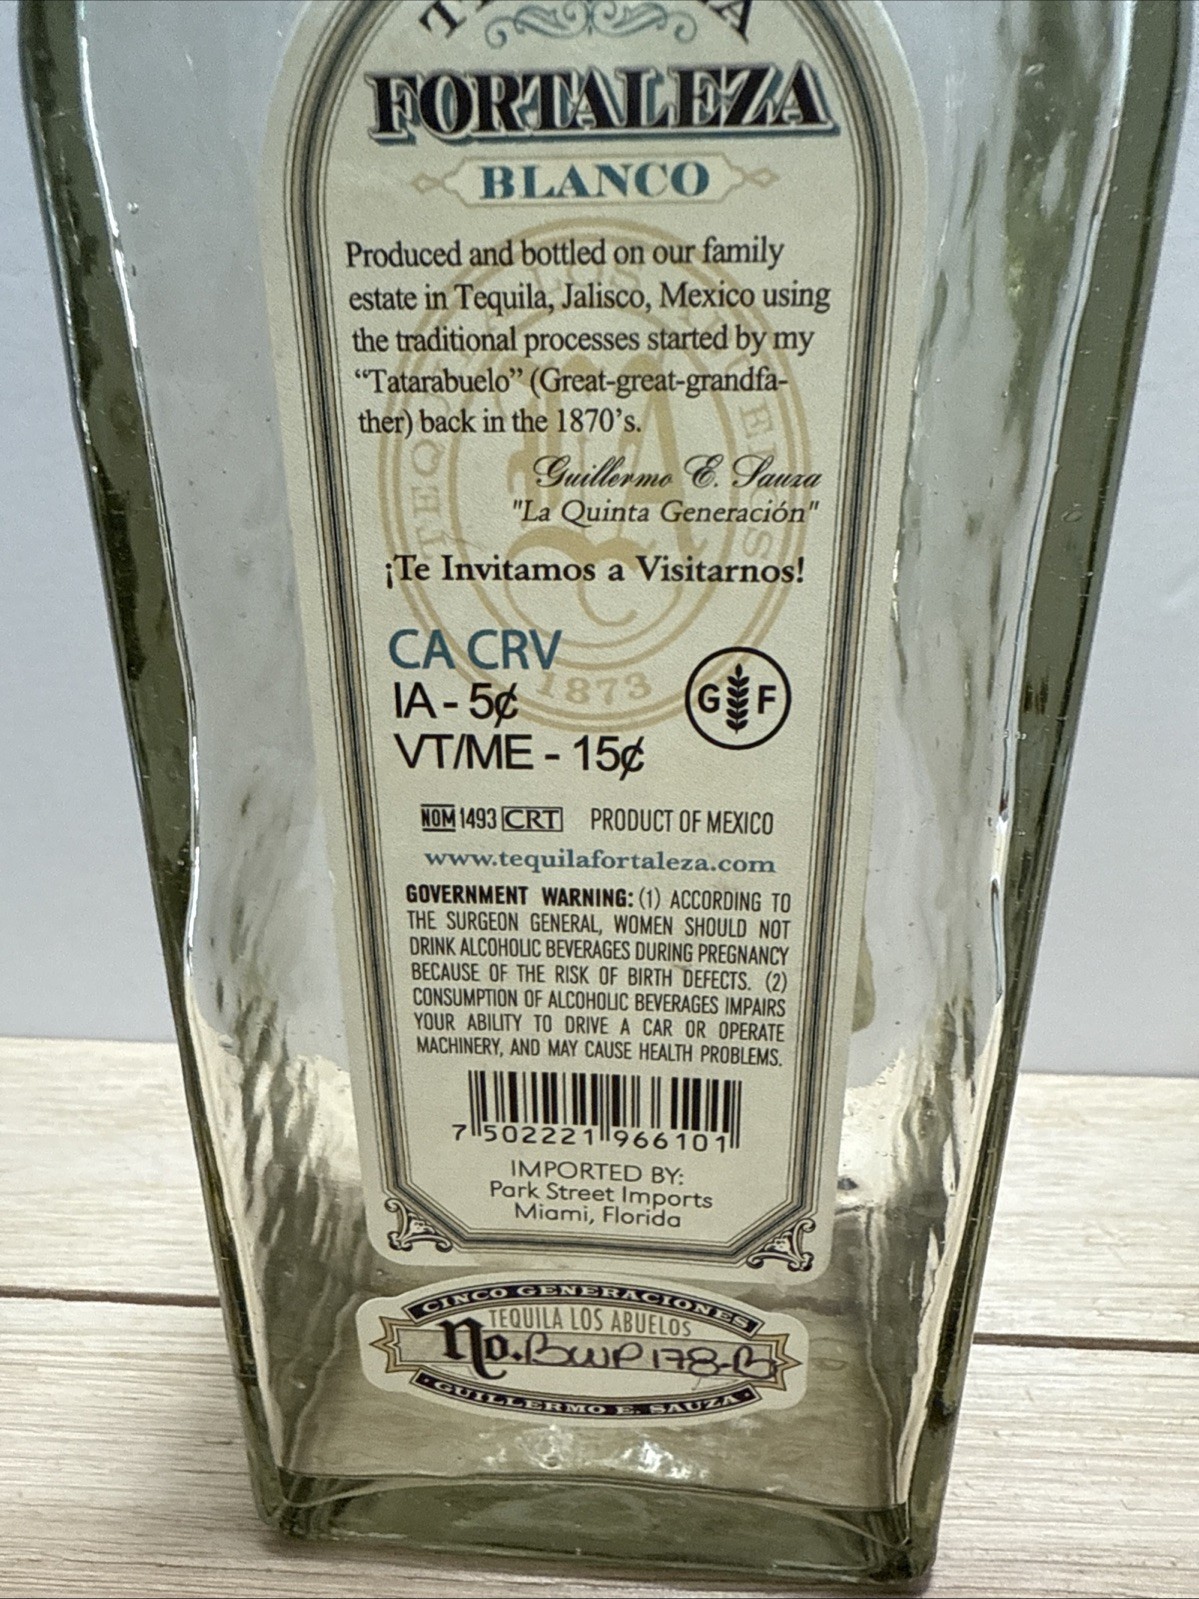 TEQUILA
FORTALEZA
BLANCO
Produced and bottled on our family
estate in Tequila, Jalisco, Mexico using
the traditional processes started by my
“Tatarabuelo” (Great-great-grandfa-
ther) back in the 1870’s.
Guillermo E. Sauza
"La Quinta Generación"
¡Te Invitamos a Visitarnos!
CA CRV
IA - 5¢
VT/ME - 15¢
G F
1873
NOM 1493 CRT PRODUCT OF MEXICO
www.tequilafortaleza.com
GOVERNMENT WARNING: (1) ACCORDING TO
THE SURGEON GENERAL, WOMEN SHOULD NOT
DRINK ALCOHOLIC BEVERAGES DURING PREGNANCY
BECAUSE OF THE RISK OF BIRTH DEFECTS. (2)
CONSUMPTION OF ALCOHOLIC BEVERAGES IMPAIRS
YOUR ABILITY TO DRIVE A CAR OR OPERATE
MACHINERY, AND MAY CAUSE HEALTH PROBLEMS.
7 502221 966101
IMPORTED BY:
Park Street Imports
Miami, Florida
CINCO GENERACIONES
TEQUILA LOS ABUELOS
No. BWP178-B
GUILLERMO E. SAUZA